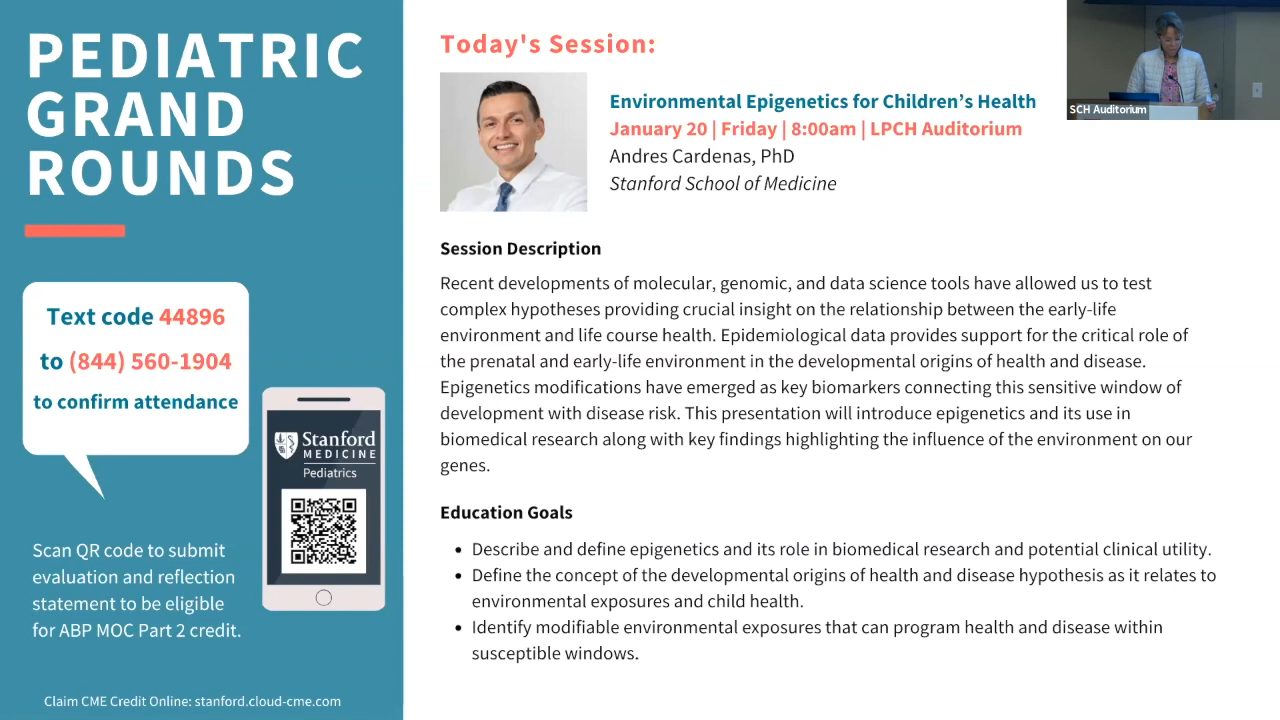 PEDIATRIC
GRAND
ROUNDS
Text code 44896
to (844) 560-1904
to confirm attendance
Stanford
MEDICINE
Pediatrics
Scan QR code to submit
evaluation and reflection
statement to be eligible
for ABP MOC Part 2 credit.
Claim CME Credit Online: stanford.cloud-cme.com
Today's Session:
Environmental Epigenetics for Children’s Health
January 20 | Friday | 8:00am | LPCH Auditorium
Andres Cardenas, PhD
Stanford School of Medicine
Session Description
Recent developments of molecular, genomic, and data science tools have allowed us to test
complex hypotheses providing crucial insight on the relationship between the early-life
environment and life course health. Epidemiological data provides support for the critical role of
the prenatal and early-life environment in the developmental origins of health and disease.
Epigenetics modifications have emerged as key biomarkers connecting this sensitive window of
development with disease risk. This presentation will introduce epigenetics and its use in
biomedical research along with key findings highlighting the influence of the environment on our
genes.
Education Goals
• Describe and define epigenetics and its role in biomedical research and potential clinical utility.
• Define the concept of the developmental origins of health and disease hypothesis as it relates to
environmental exposures and child health.
• Identify modifiable environmental exposures that can program health and disease within
susceptible windows.
SCH Auditorium